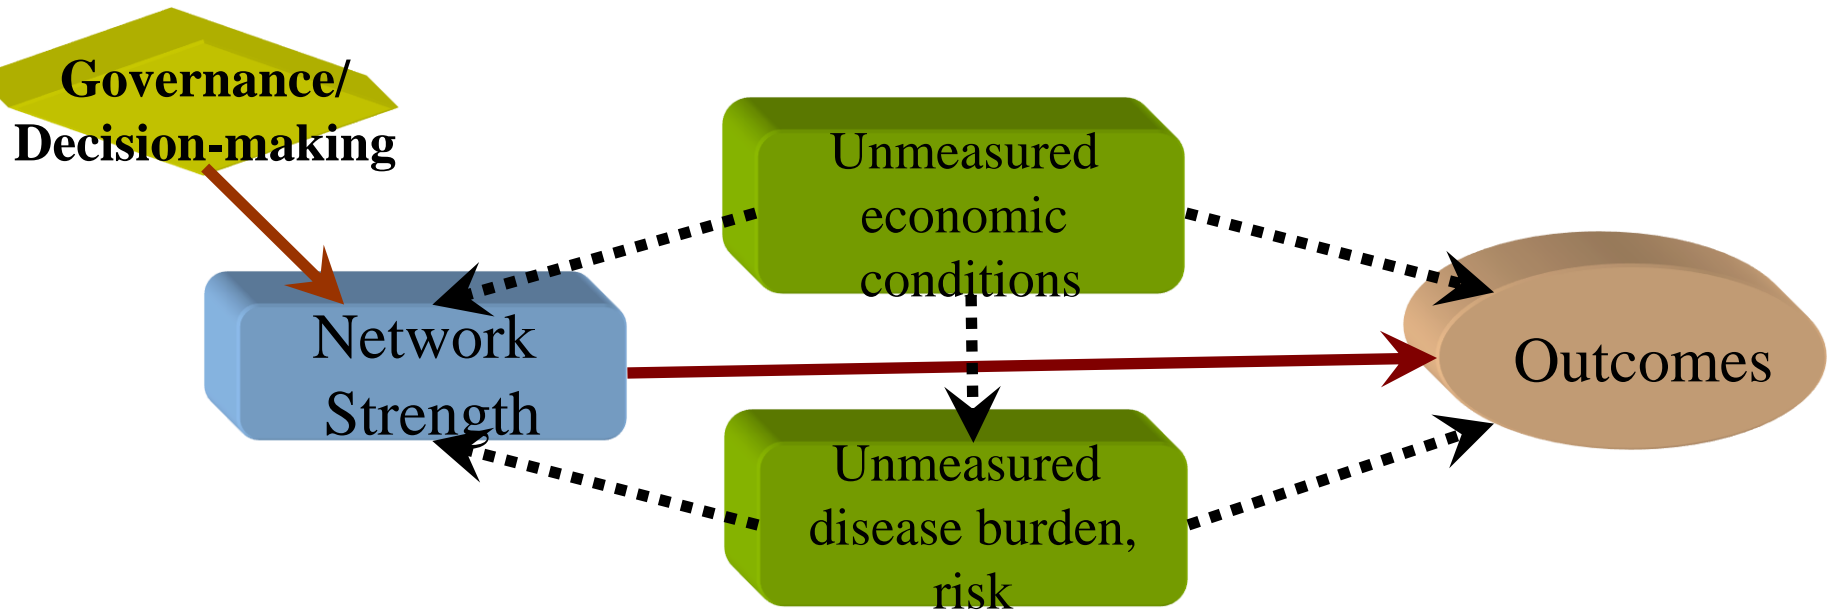 Governance/
Decision-making
Unmeasured
economic
conditions
Network
Strength
Outcomes
Unmeasured
disease burden,
risk